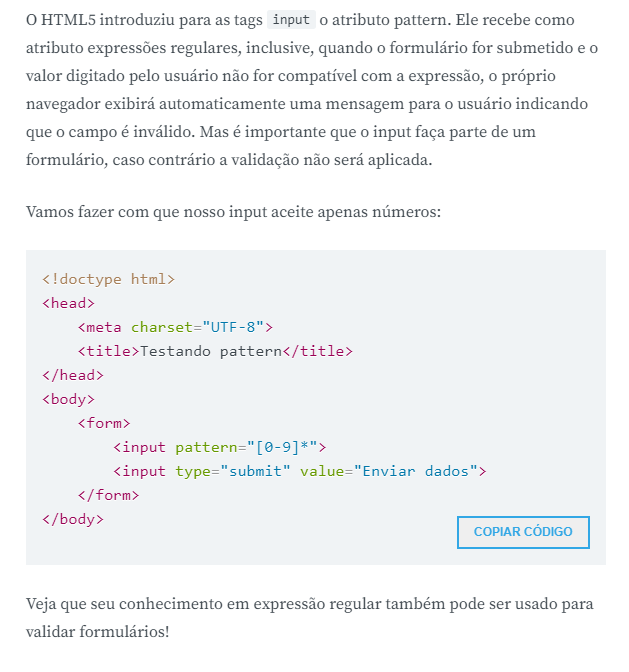 O HTML5 introduziu para as tags input o atributo pattern. Ele recebe como
atributo expressões regulares, inclusive, quando o formulário for submetido e o
valor digitado pelo usuário não for compatível com a expressão, o próprio
navegador exibirá automaticamente uma mensagem para o usuário indicando
que o campo é inválido. Mas é importante que o input faça parte de um
formulário, caso contrário a validação não será aplicada.
Vamos fazer com que nosso input aceite apenas números:
<!doctype html>
<head>
    <meta charset="UTF-8">
    <title>Testando pattern</title>
</head>
<body>
    <form>
        <input pattern="[0-9]*">
        <input type="submit" value="Enviar dados">
    </form>
</body>
COPIAR CÓDIGO
Veja que seu conhecimento em expressão regular também pode ser usado para
validar formulários!